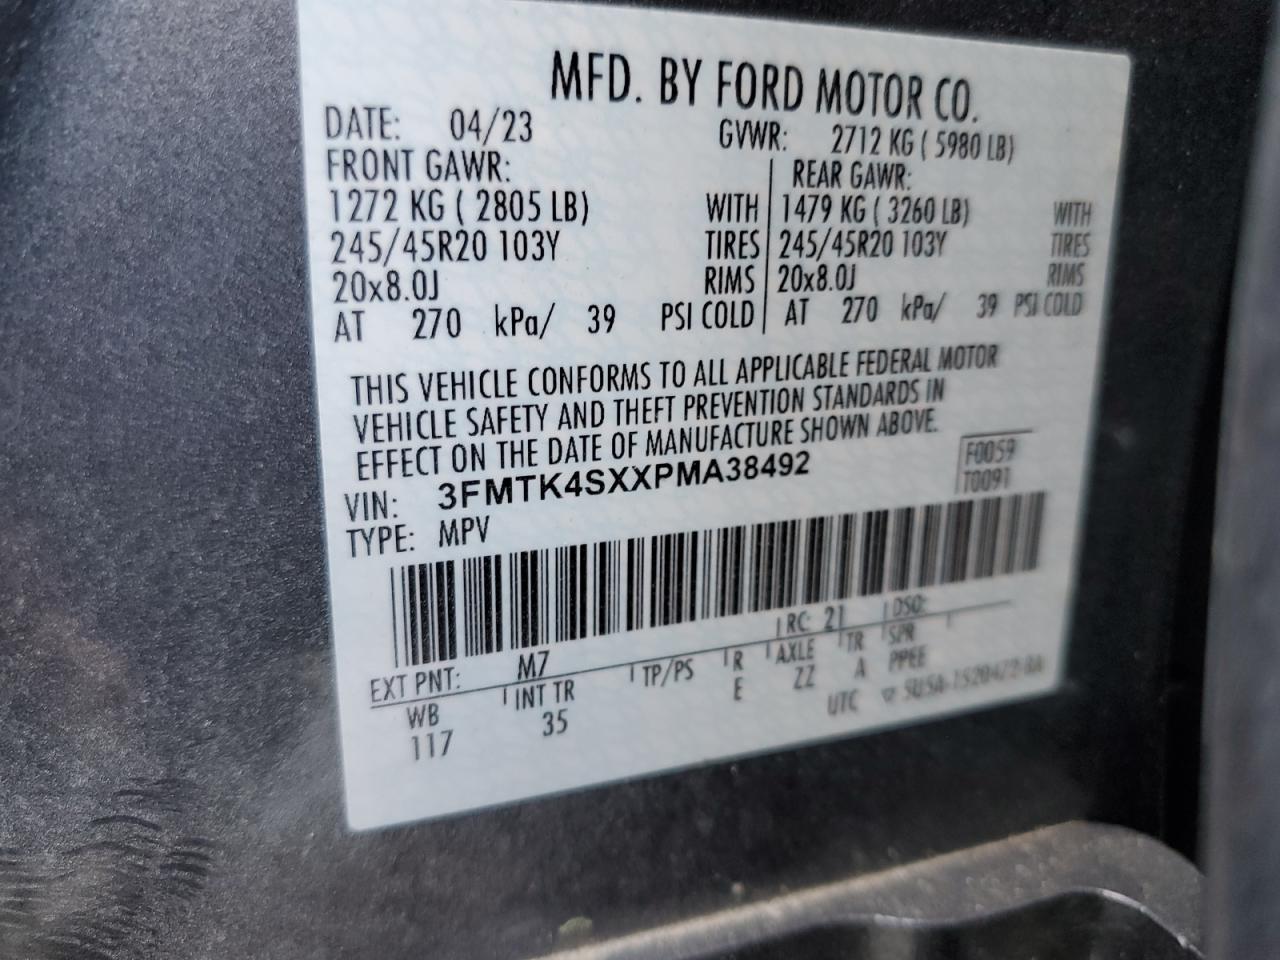 MFD. BY FORD MOTOR CO.
DATE: 04/23 GVWR: 2712 KG ( 5980 LB)
FRONT GAWR: REAR GAWR:
1272 KG ( 2805 LB) WITH 1479 KG ( 3260 LB) WITH
245/45R20 103Y TIRES 245/45R20 103Y TIRES
20x8.0J RIMS 20x8.0J RIMS
AT 270 kPa/ 39 PSI COLD AT 270 kPa/ 39 PSI COLD
THIS VEHICLE CONFORMS TO ALL APPLICABLE FEDERAL MOTOR
VEHICLE SAFETY AND THEFT PREVENTION STANDARDS IN
EFFECT ON THE DATE OF MANUFACTURE SHOWN ABOVE.
VIN: 3FMTK4SXXPMA38492 F0059
TYPE: MPV T0091
EXT PNT: M7 RC: 21 DSO:
WB INT TR TP/PS R AXLE TR SPR
117 35 E ZZ A PPEE
UTC